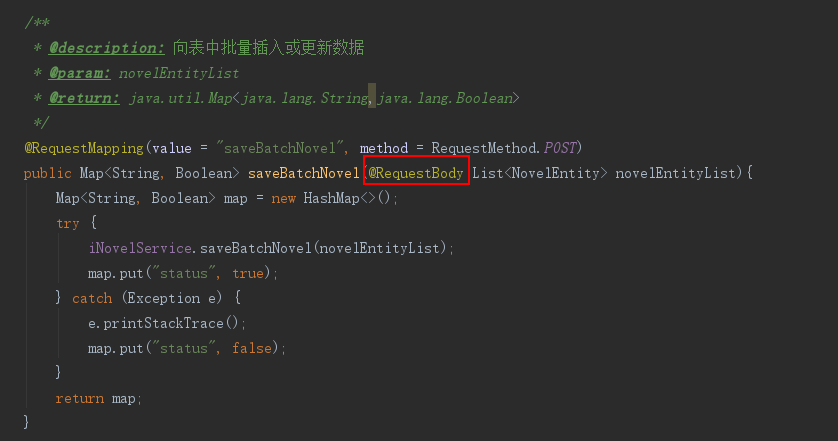 /**
 * @description: 向表中批量插入或更新数据
 * @param: novelEntityList
 * @return: java.util.Map<java.lang.String,java.lang.Boolean>
 */
@RequestMapping(value = "saveBatchNovel", method = RequestMethod.POST)
public Map<String, Boolean> saveBatchNovel(@RequestBody List<NovelEntity> novelEntityList){
    Map<String, Boolean> map = new HashMap<>();
    try {
        iNovelService.saveBatchNovel(novelEntityList);
        map.put("status", true);
    } catch (Exception e) {
        e.printStackTrace();
        map.put("status", false);
    }
    return map;
}